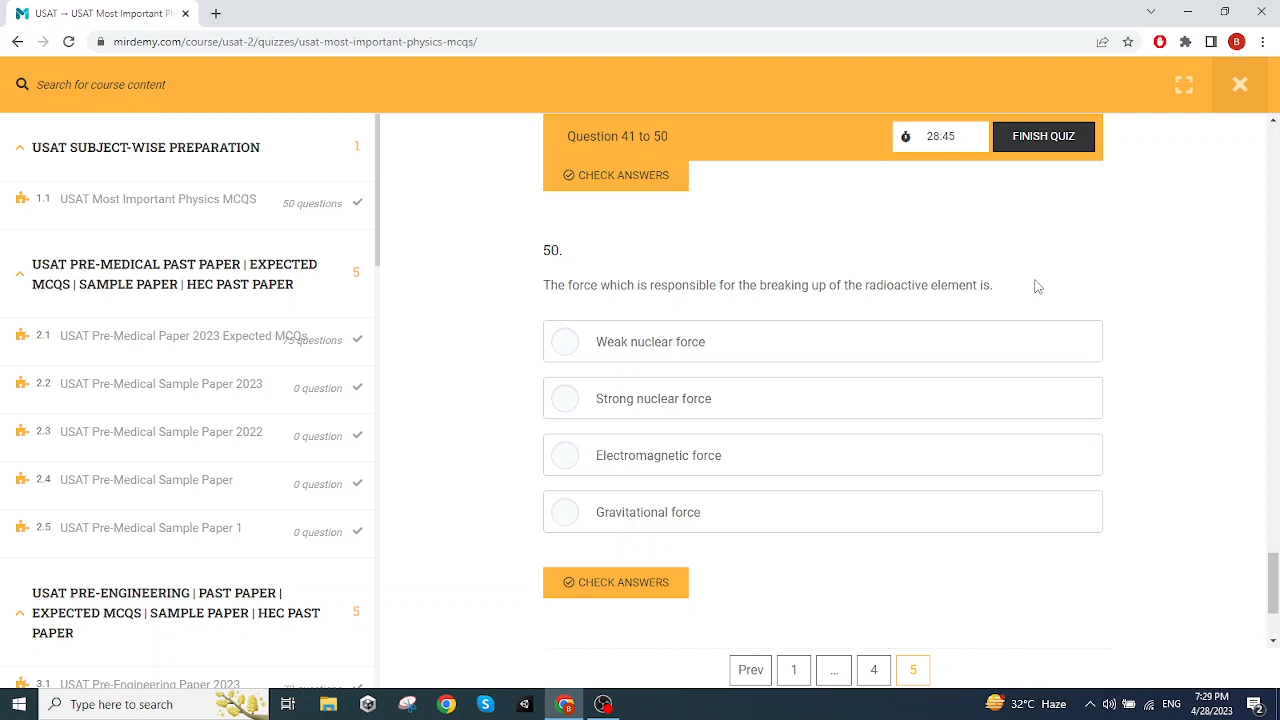 USAT → USAT Most Important Ph
mirdemy.com/course/usat-2/quizzes/usat-most-important-physics-mcqs/
B
Search for course content
USAT SUBJECT-WISE PREPARATION 1
1.1 USAT Most Important Physics MCQS 50 questions
USAT PRE-MEDICAL PAST PAPER | EXPECTED 5
MCQS | SAMPLE PAPER | HEC PAST PAPER
2.1 USAT Pre-Medical Paper 2023 Expected MCQs 75 questions
2.2 USAT Pre-Medical Sample Paper 2023 0 question
2.3 USAT Pre-Medical Sample Paper 2022 0 question
2.4 USAT Pre-Medical Sample Paper 0 question
2.5 USAT Pre-Medical Sample Paper 1 0 question
USAT PRE-ENGINEERING | PAST PAPER |
EXPECTED MCQS | SAMPLE PAPER | HEC PAST 5
PAPER
3.1 USAT Pre-Engineering Paper 2023
Question 41 to 50 28:45 FINISH QUIZ
CHECK ANSWERS
50.
The force which is responsible for the breaking up of the radioactive element is.
Weak nuclear force
Strong nuclear force
Electromagnetic force
Gravitational force
CHECK ANSWERS
Prev 1 ... 4 5
Type here to search
32°C Haze
ENG
7:29 PM
4/28/2023
2